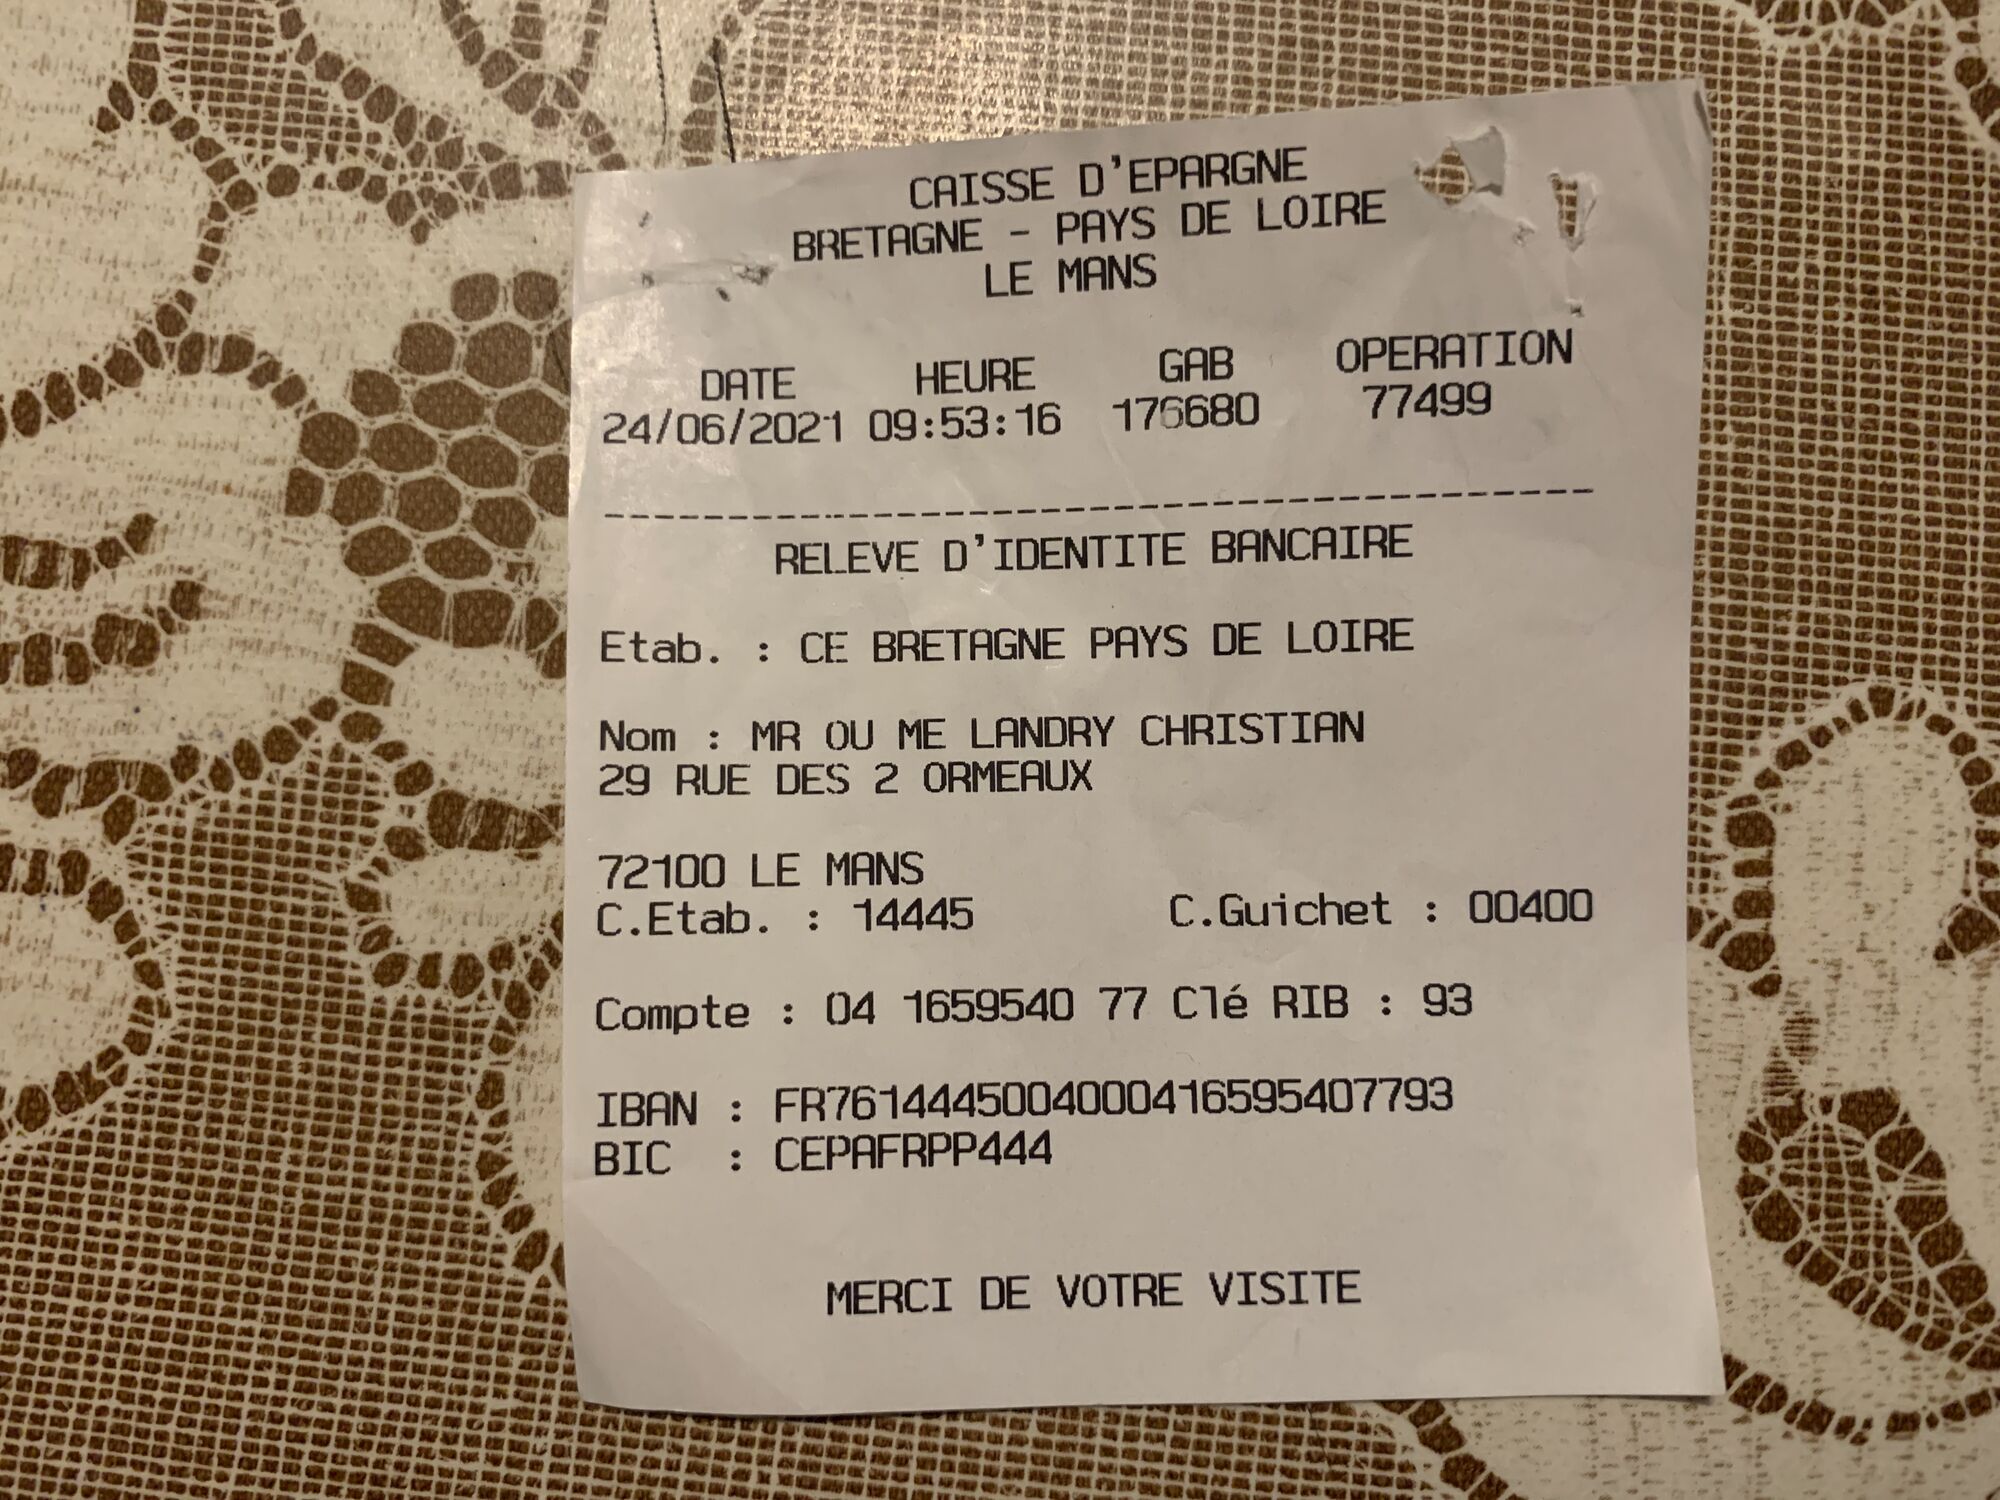 CAISSE D'EPARGNE
BRETAGNE - PAYS DE LOIRE
LE MANS
DATE HEURE GAB OPERATION
24/06/2021 09:53:16 176680 77499
--------------------------------------------------
RELEVE D'IDENTITE BANCAIRE
Etab. : CE BRETAGNE PAYS DE LOIRE
Nom : MR OU ME LANDRY CHRISTIAN
29 RUE DES 2 ORMEAUX
72100 LE MANS
C.Etab. : 14445 C.Guichet : 00400
Compte : 04 1659540 77 Clé RIB : 93
IBAN : FR7614445004000416595407793
BIC : CEPAFRPP444
MERCI DE VOTRE VISITE